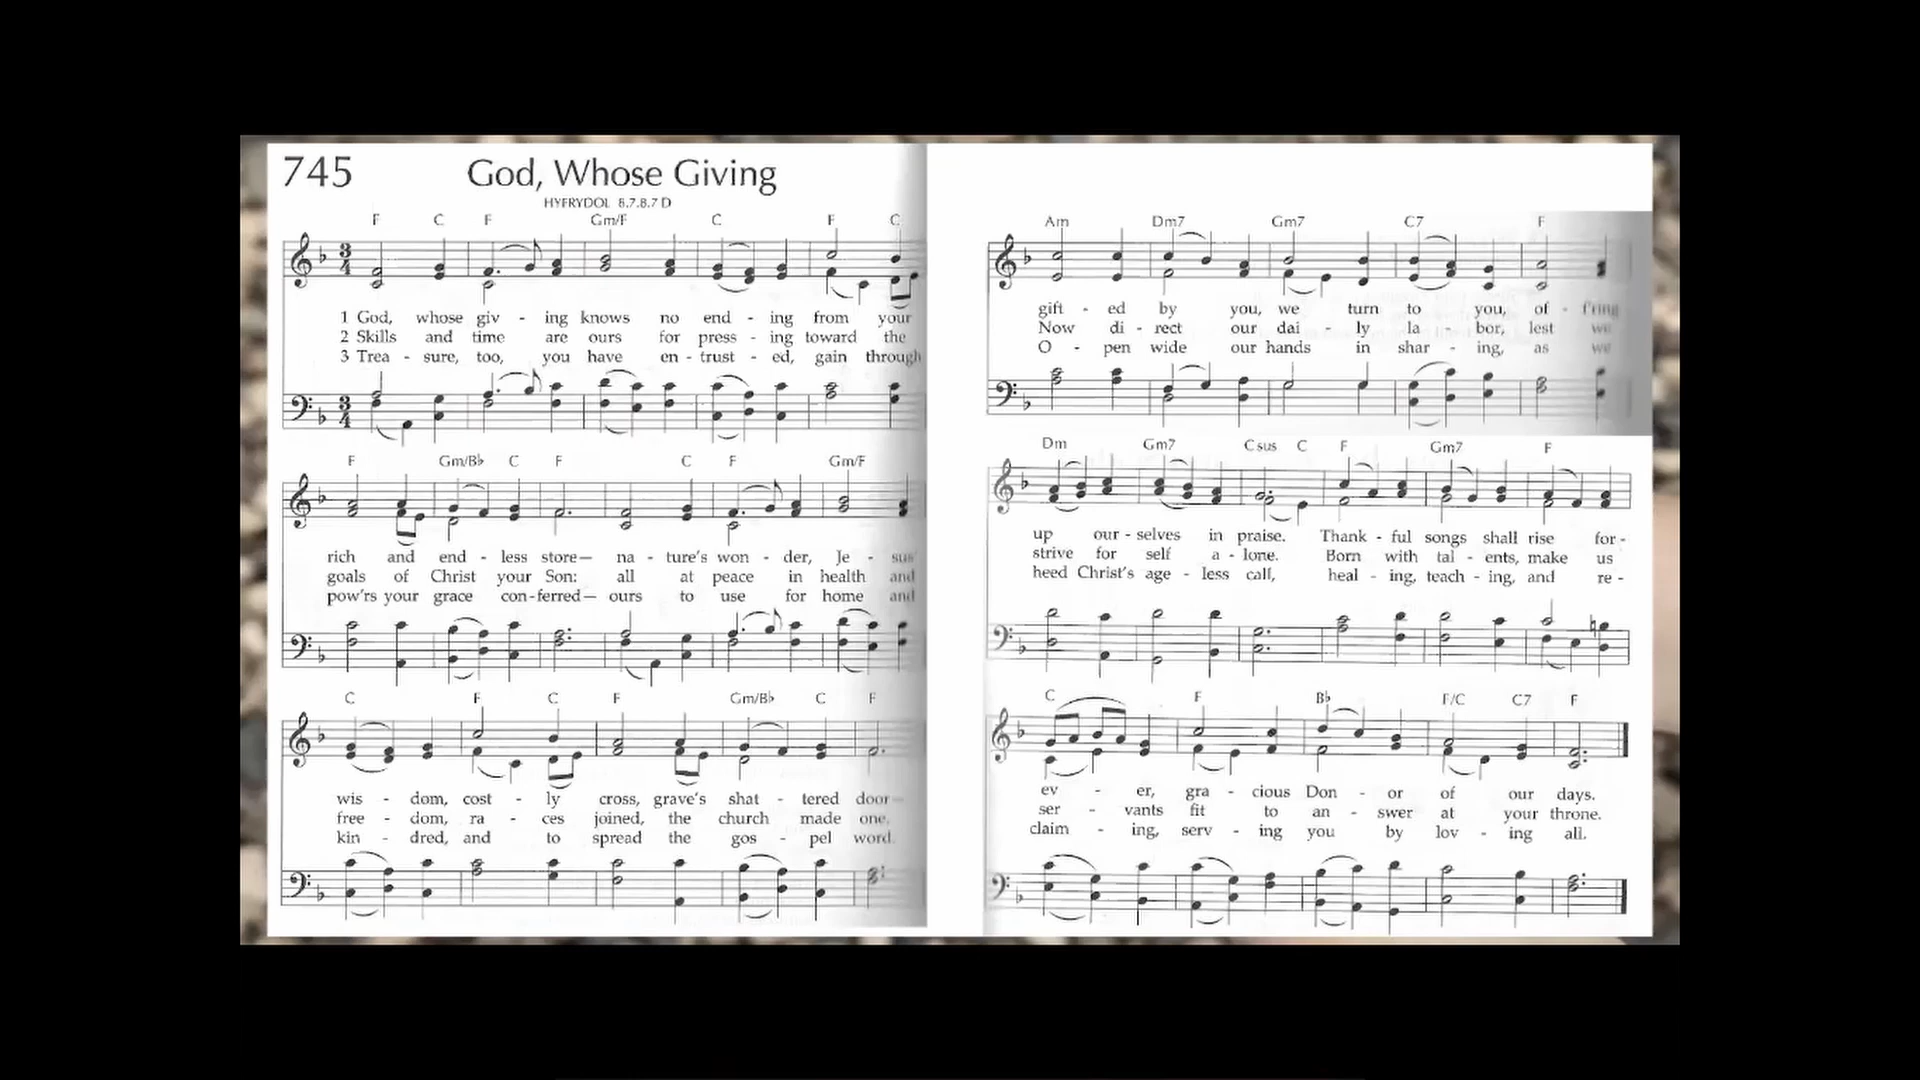 745
God, Whose Giving
HYFRYDOL 8.7.8.7 D
F C F Gm/F C F C
3 4
1 God, whose giv - ing knows no end - ing from your
2 Skills and time are ours for press - ing toward the
3 Trea - sure, too, you have en - trust - ed, gain through
3 4
F Gm/B♭ C F C F Gm/F
rich and end - less store— na - ture's won - der, Je - sus'
goals of Christ your Son: all at peace in health and
pow'rs your grace con - ferred— ours to use for home and
C F C F Gm/B♭ C F
wis - dom, cost - ly cross, grave's shat - tered door—
free - dom, ra - ces joined, the church made one.
kin - dred, and to spread the gos - pel word.
Am Dm7 Gm7 C7 F
gift - ed by you, we turn to you, of - f'ring
Now di - rect our dai - ly la - bor, lest we
O - pen wide our hands in shar - ing, as we
Dm Gm7 Csus C F Gm7 F
up our - selves in praise. Thank - ful songs shall rise for -
strive for self a - lone. Born with tal - ents, make us
heed Christ's age - less call, heal - ing, teach - ing, and re -
C F B♭ F/C C7 F
ev - er, gra - cious Don - or of our days.
ser - vants fit to an - swer at your throne.
claim - ing, serv - ing you by lov - ing all.